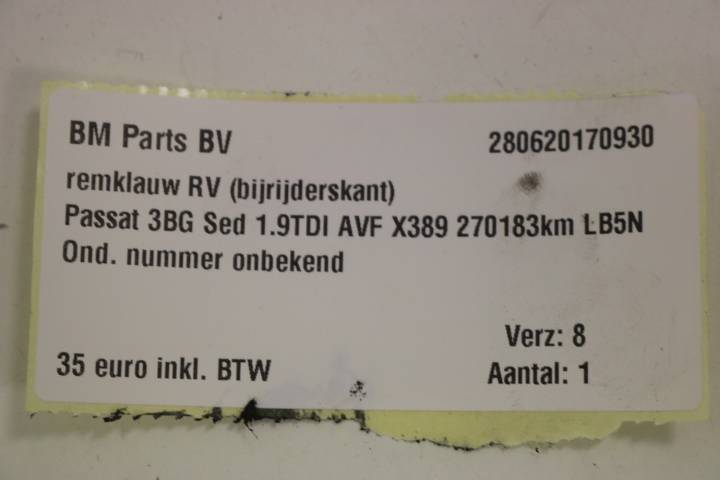 BM Parts BV 280620170930
remklauw RV (bijrijderskant)
Passat 3BG Sed 1.9TDI AVF X389 270183km LB5N
Ond. nummer onbekend
Verz: 8
35 euro inkl. BTW Aantal: 1